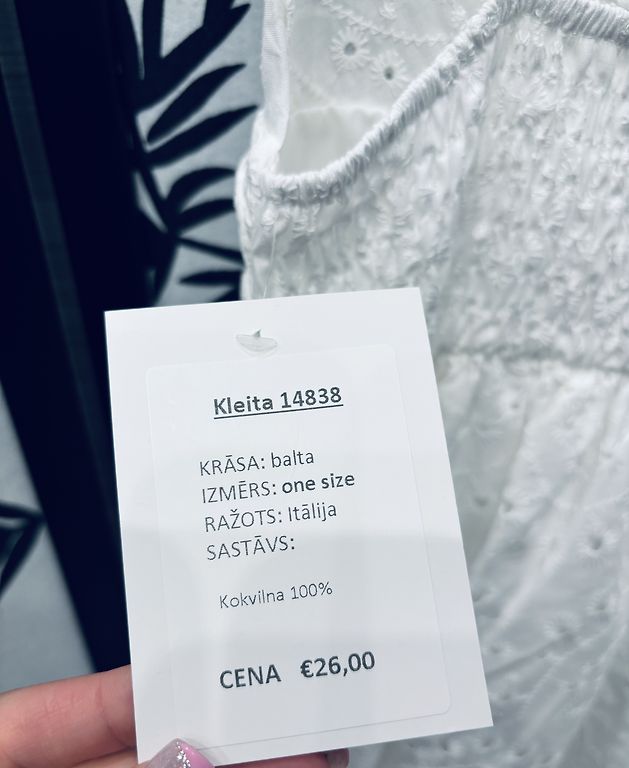 Kleita 14838
KRĀSA: balta
IZMĒRS: one size
RAŽOTS: Itālija
SASTĀVS:
Kokvilna 100%
CENA €26,00